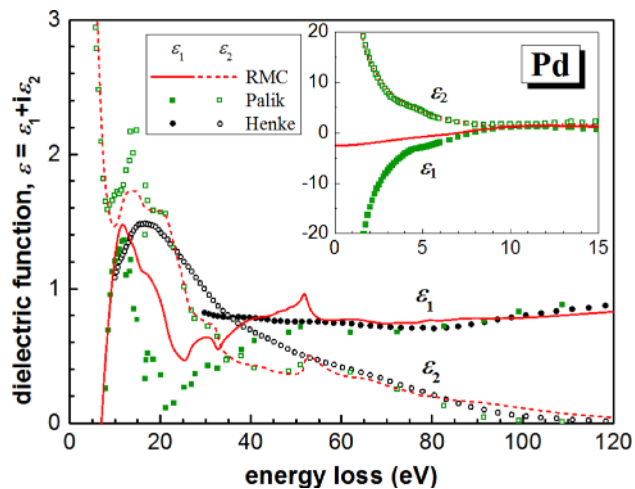 dielectric function, ε = ε1+iε2
3
2
1
0
ε1 ε2
RMC
Palik
Henke
20
10
0
-10
-20
Pd
ε2
ε1
0 5 10 15
ε1
ε2
0 20 40 60 80 100 120
energy loss (eV)